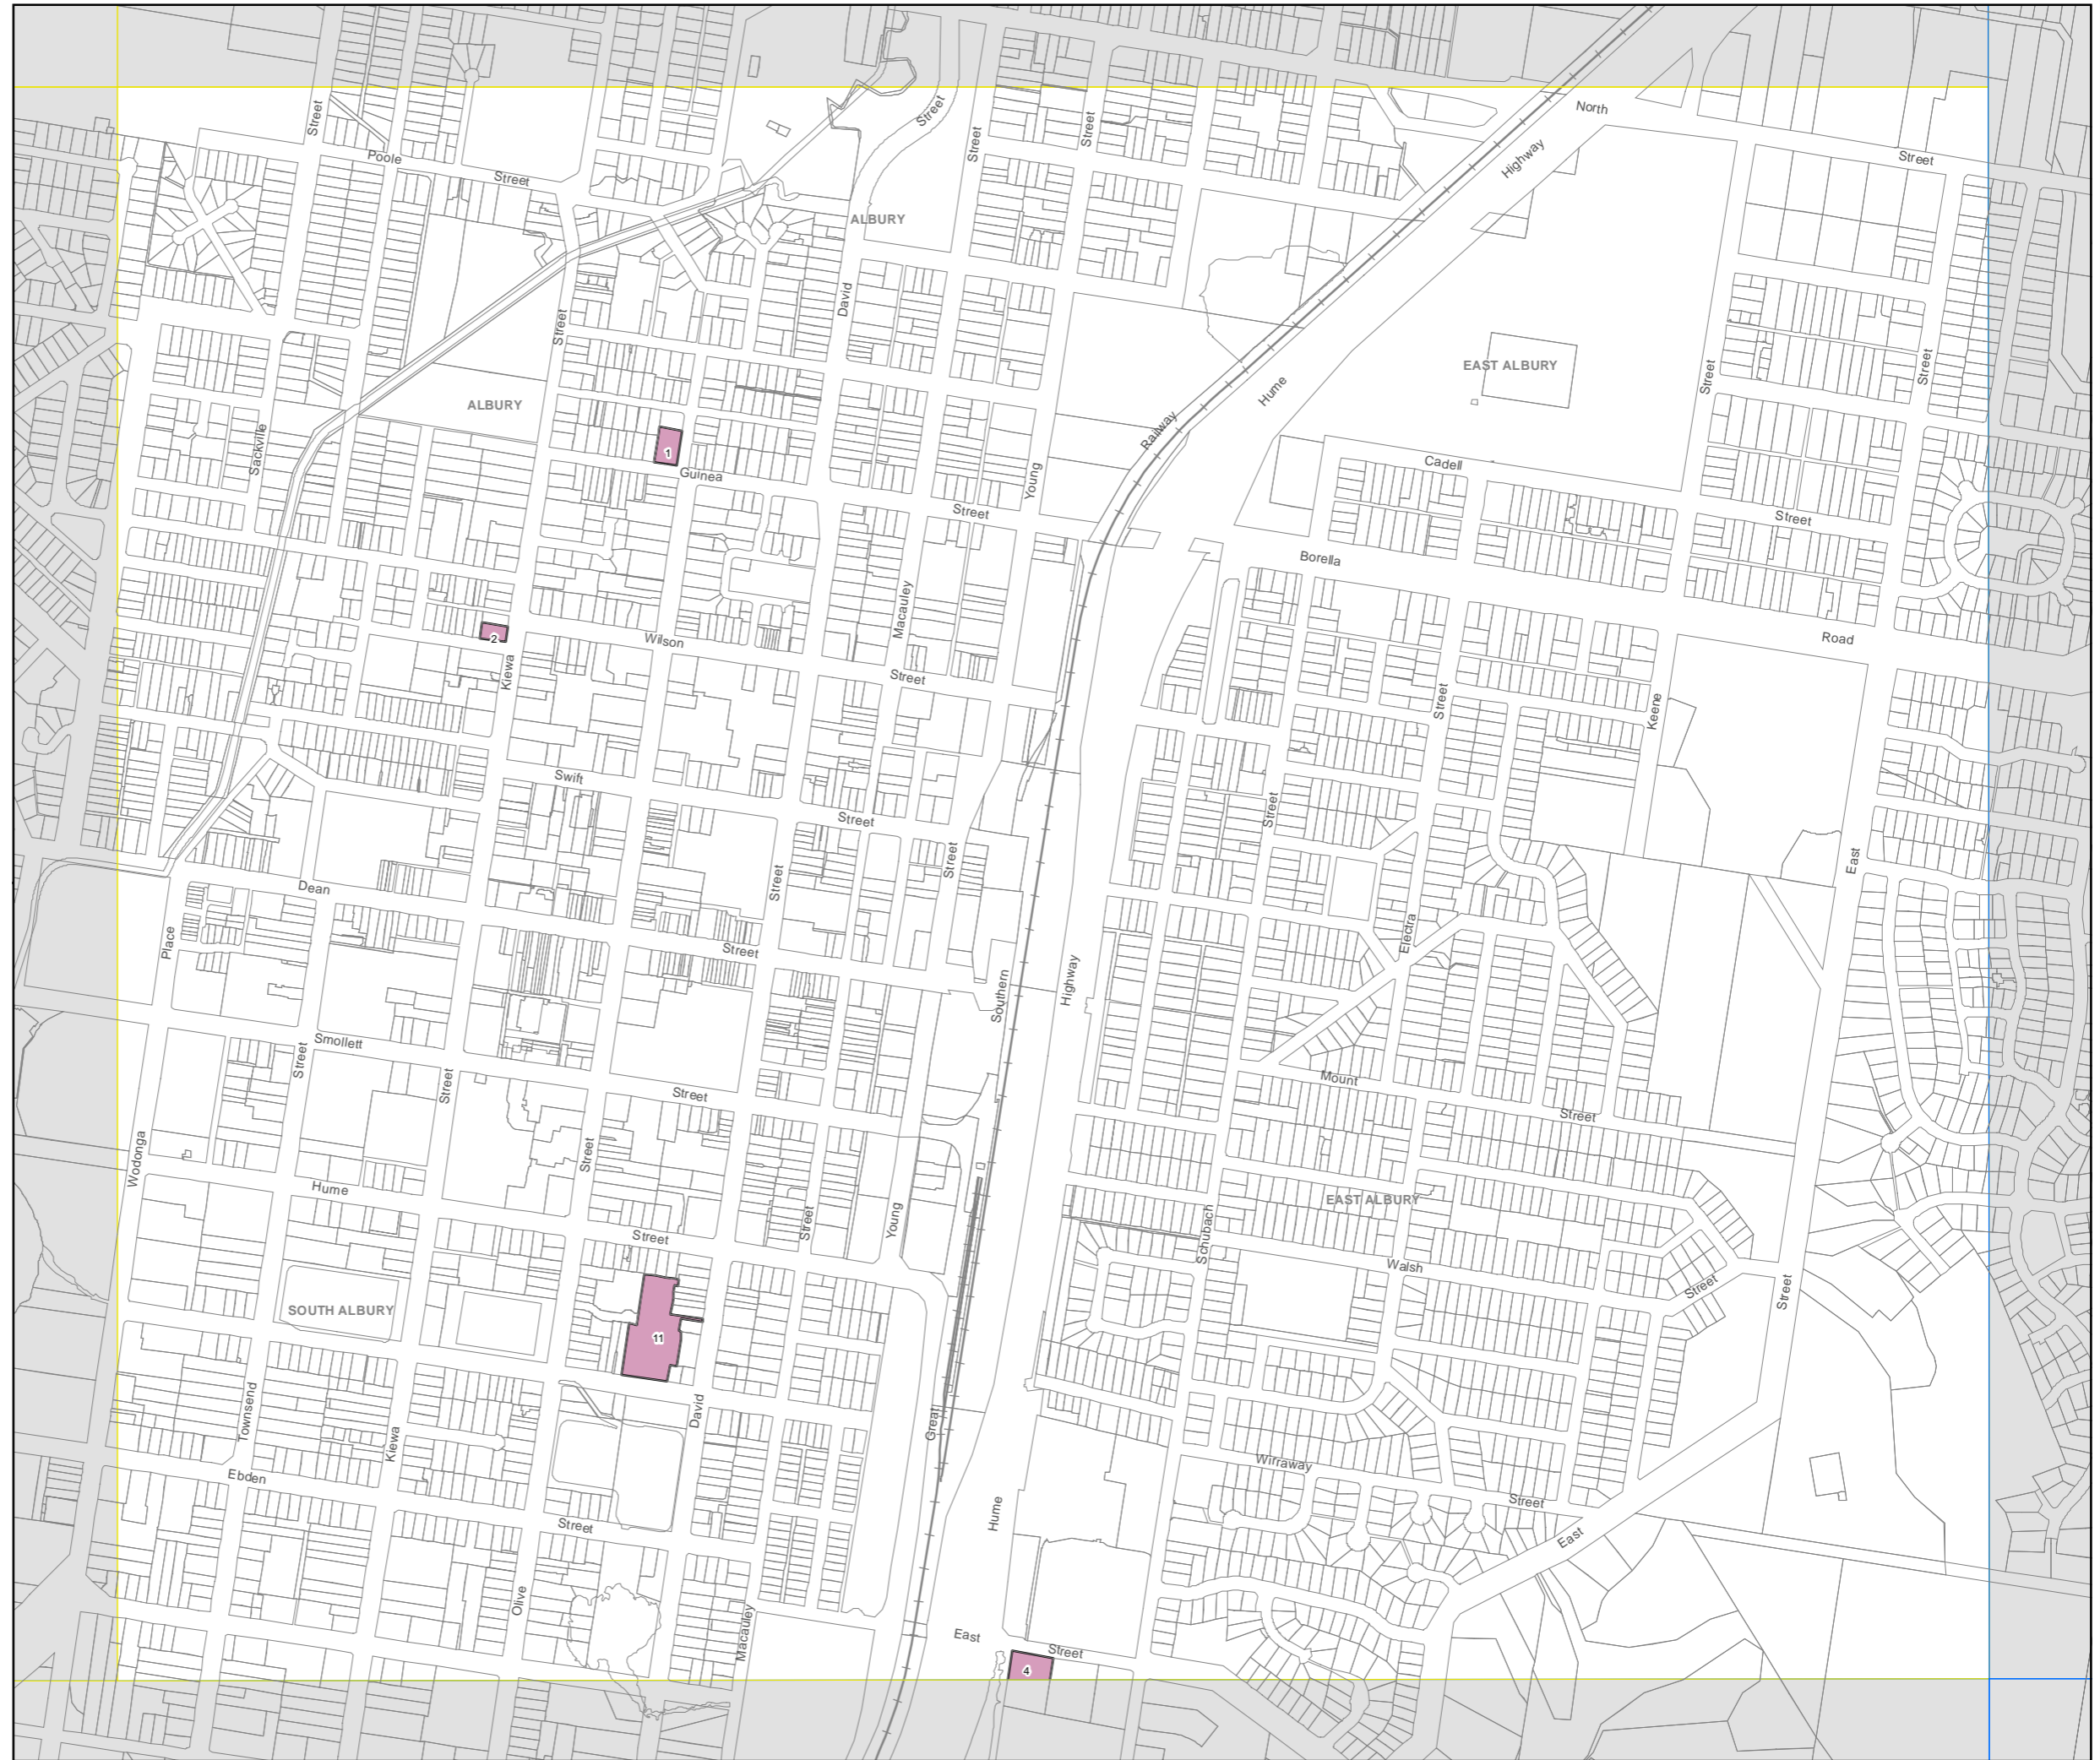 North
Street
Street
Street
Street
Street
Highway
Poole
Street
Street
ALBURY
David
Street
Hume
EAST ALBURY
Street
Street
ALBURY
Railway
Sackville
1
Guinea
Young
Cadell
Street
Street
Borella
Macauley
2
Wilson
Road
Kiewa
Street
Street
Keene
Swift
Street
Street
Street
Street
East
Dean
Place
Street
Electra
Southern
Highway
Smollett
Street
Street
Street
Mount
Street
Wodonga
Street
Hume
EAST ALBURY
Street
Young
Schubach
Street
Walsh
Street
Street
SOUTH ALBURY
11
Townsend
David
Great
Kiewa
Ebden
Wirraway
Street
Street
Hume
East
Olive
Macauley
East
Street
4